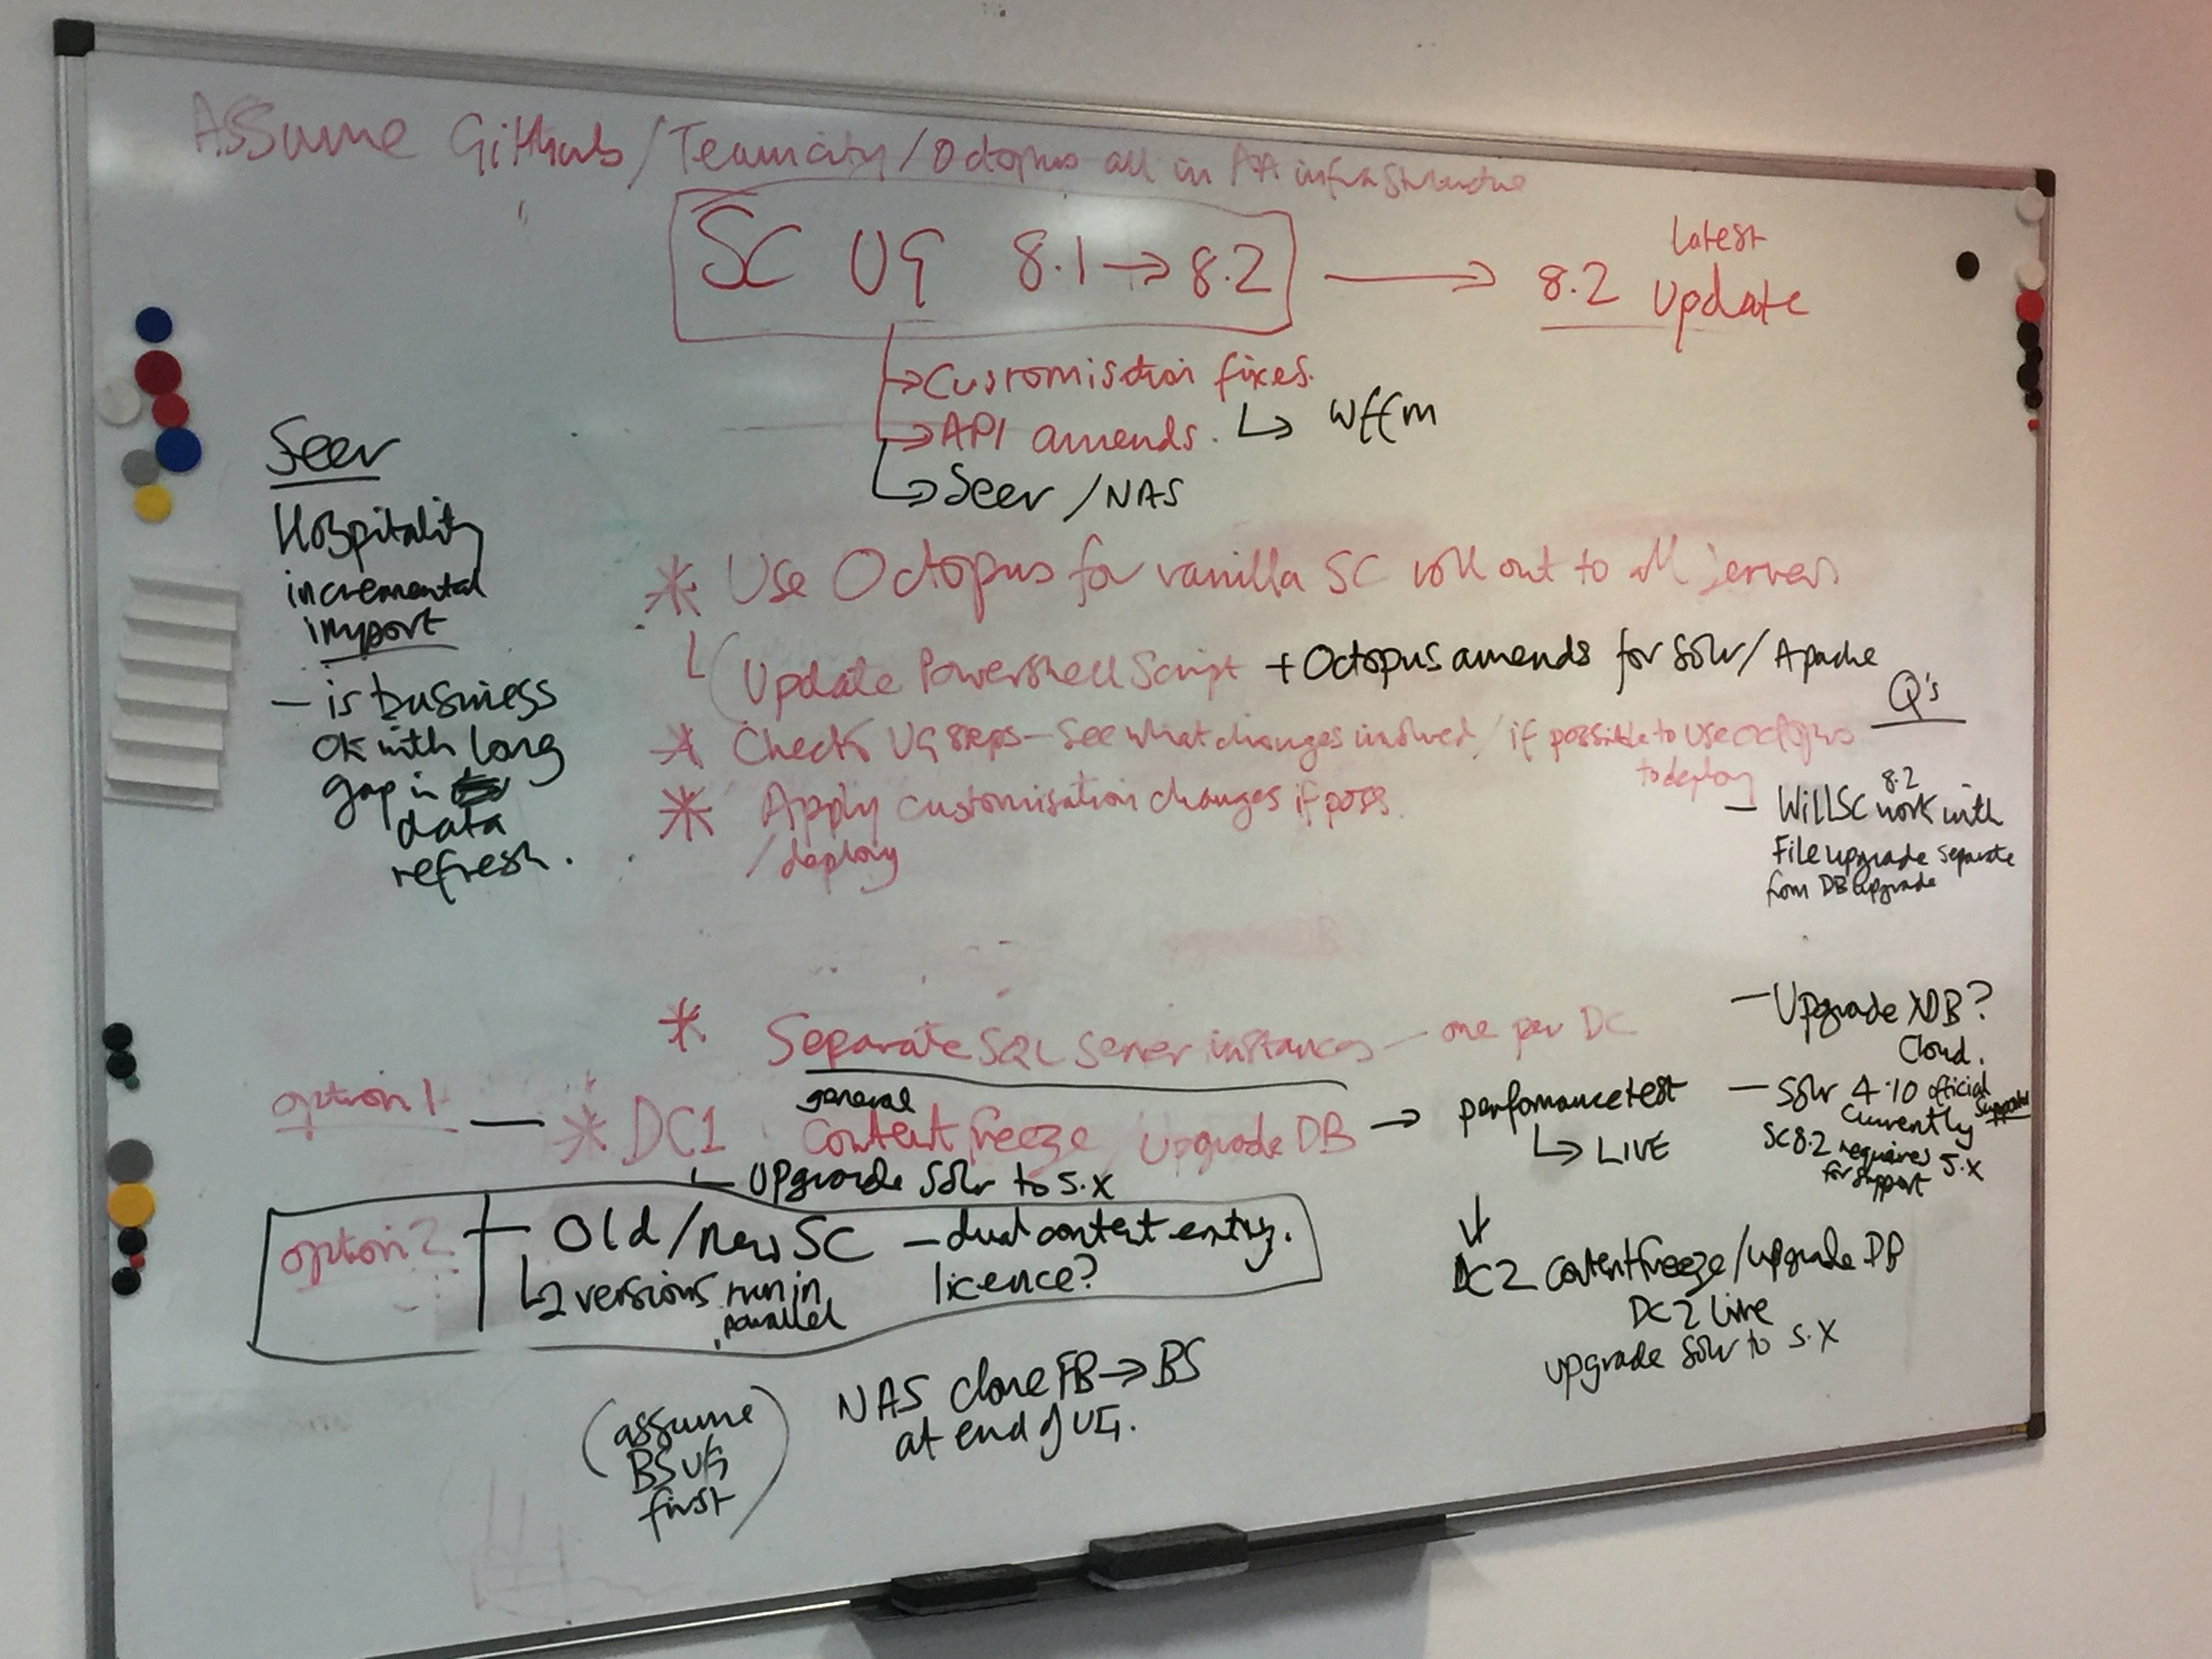 Assume Github/Teamcity/Octopus all in AA infrastructure
SC UG 8.1 → 8.2 → 8.2 Latest Update
→ Customisation fixes.
→ API amends. ↳ wffm
↳ Seer /NAS
Seer
Hospitality
incremental
import
— is business
ok with long
gap in
data
refresh.
* Use Octopus for vanilla SC roll out to all servers
(Update Powershell Script + Octopus amends for Solr/Apache
* Check UG steps - See what changes involved / if possible to use octopus
to deploy
* Apply customisation changes if poss.
/deploy
Q's
— Will SC 8.2 work with
File upgrade separate
from DB upgrade
— Upgrade XDB?
Cloud.
— Solr 4.10 official
Currently supported
SC8.2 requires 5.x
for support
* Separate SQL Server instances — one per DC
option 1 — * DC1 general content freeze / upgrade DB → performance test
↳ LIVE
Upgrade Solr to 5.x
↓
DC2 content freeze/upgrade DB
DC2 live
upgrade Solr to 5.x
option 2 Old/new SC — dual content entry.
↳ 2 versions run in parallel licence?
(assume
BS UG
first)
NAS clone FB → BS
at end of UG.